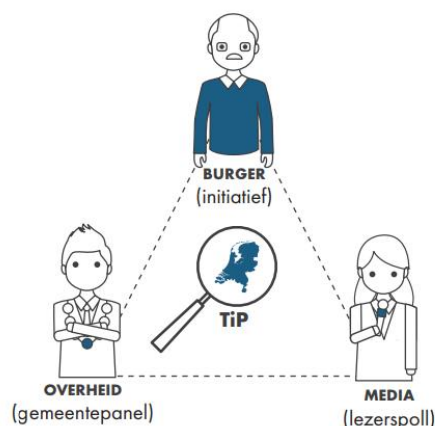 BURGER
(initiatief)
TiP
OVERHEID
(gemeentepanel)
MEDIA
(lezerspoll)